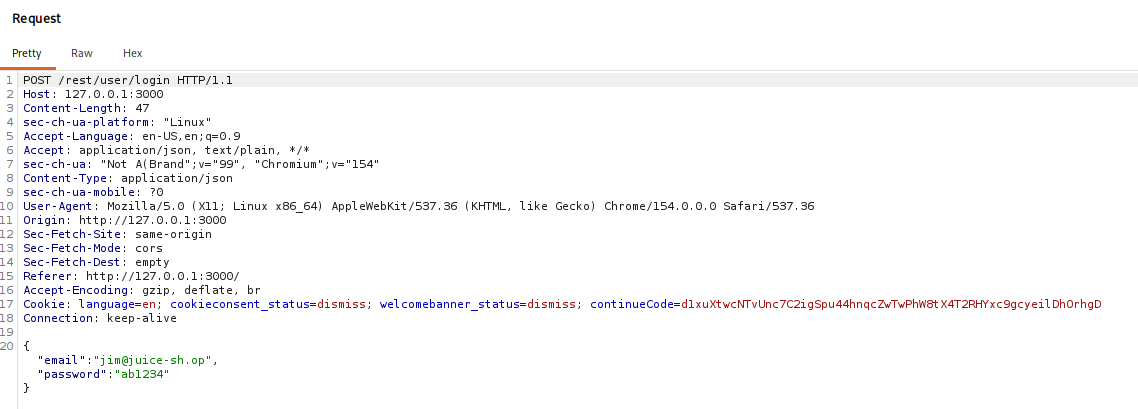 Request
Pretty Raw Hex
1 POST /rest/user/login HTTP/1.1
2 Host: 127.0.0.1:3000
3 Content-Length: 47
4 sec-ch-ua-platform: "Linux"
5 Accept-Language: en-US,en;q=0.9
6 Accept: application/json, text/plain, */*
7 sec-ch-ua: "Not A(Brand";v="99", "Chromium";v="154"
8 Content-Type: application/json
9 sec-ch-ua-mobile: ?0
10 User-Agent: Mozilla/5.0 (X11; Linux x86_64) AppleWebKit/537.36 (KHTML, like Gecko) Chrome/154.0.0.0 Safari/537.36
11 Origin: http://127.0.0.1:3000
12 Sec-Fetch-Site: same-origin
13 Sec-Fetch-Mode: cors
14 Sec-Fetch-Dest: empty
15 Referer: http://127.0.0.1:3000/
16 Accept-Encoding: gzip, deflate, br
17 Cookie: language=en; cookieconsent_status=dismiss; welcomebanner_status=dismiss; continueCode=d1xuXtwcNTvUnc7C2igSpu44hnqcZwTwPhW8tX4T2RHYxc9gcyeilDhOrhgD
18 Connection: keep-alive
19
20 {
"email":"jim@juice-sh.op",
"password":"ab1234"
}